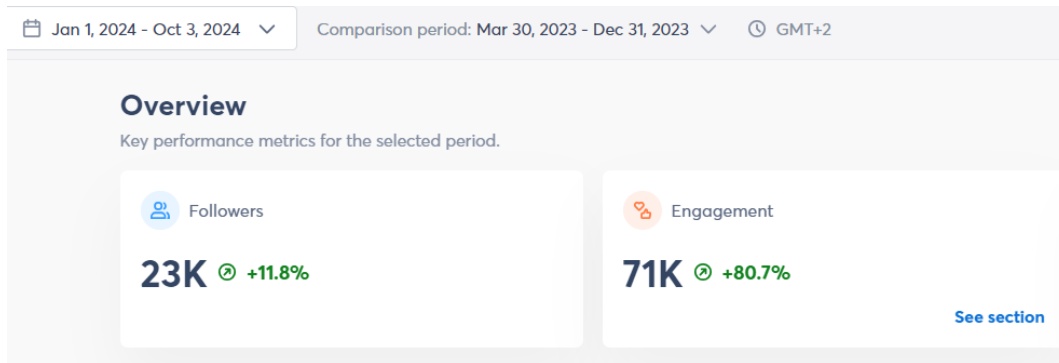 Jan 1, 2024 - Oct 3, 2024 Comparison period: Mar 30, 2023 - Dec 31, 2023 GMT+2
Overview
Key performance metrics for the selected period.
Followers
23K +11.8%
Engagement
71K +80.7%
See section